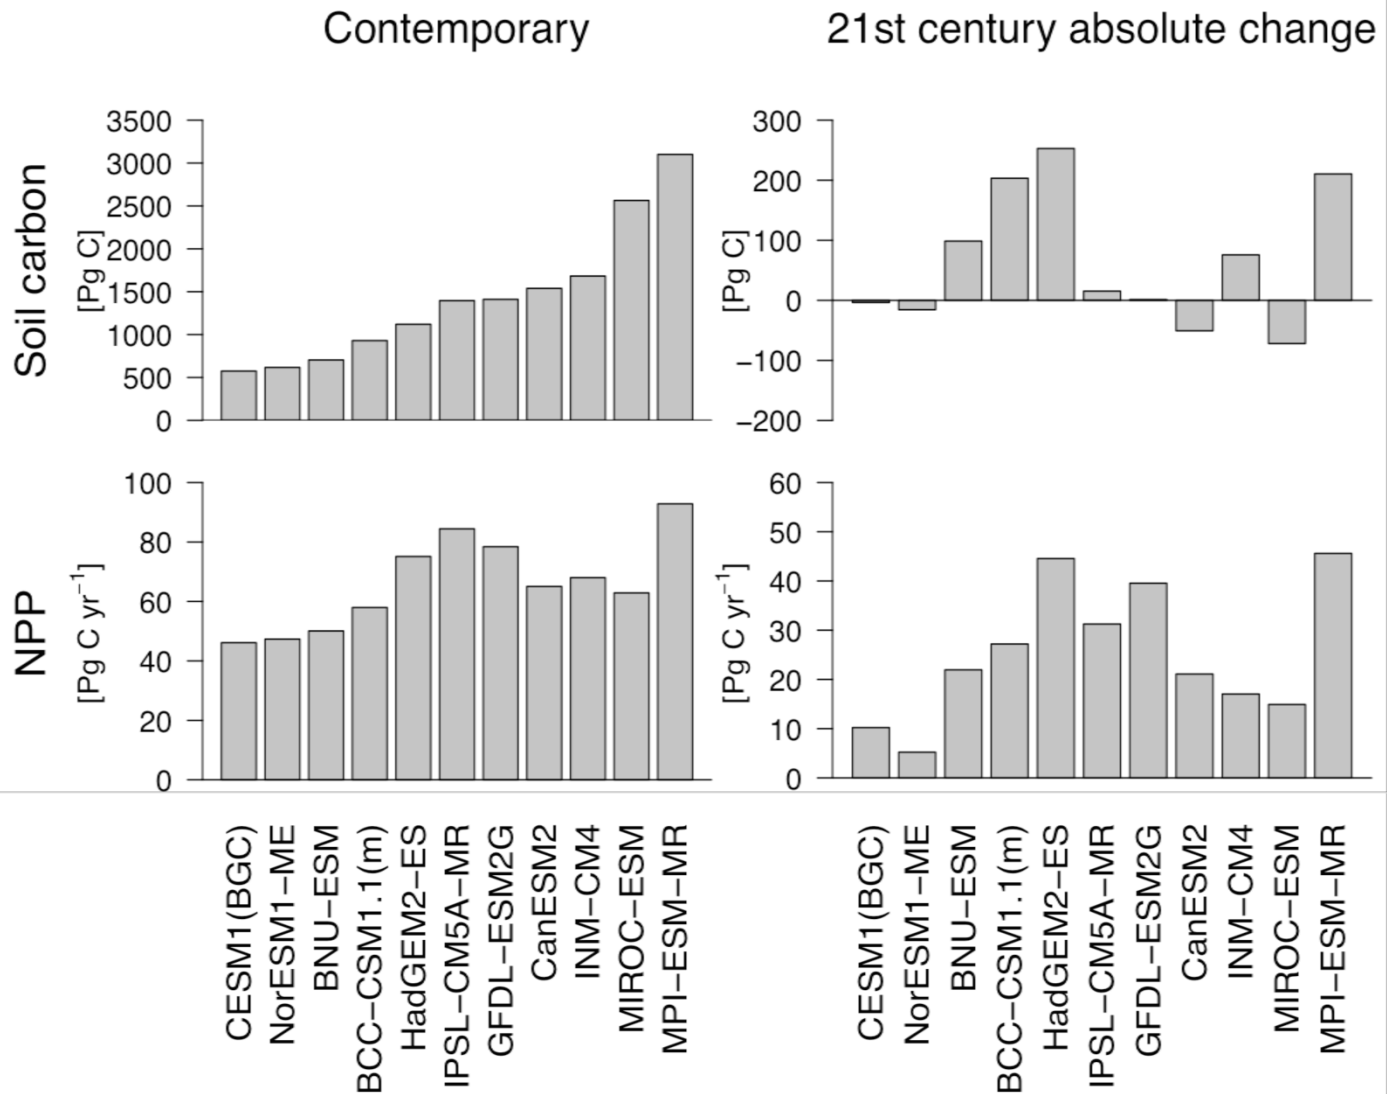 Contemporary
21st century absolute change
Soil carbon
[Pg C]
3500
3000
2500
2000
1500
1000
500
0
[Pg C]
300
200
100
0
−100
−200
NPP
[Pg C yr−1]
100
80
60
40
20
0
[Pg C yr−1]
60
50
40
30
20
10
0
CESM1(BGC)
NorESM1−ME
BNU−ESM
BCC−CSM1.1(m)
HadGEM2−ES
IPSL−CM5A−MR
GFDL−ESM2G
CanESM2
INM−CM4
MIROC−ESM
MPI−ESM−MR
CESM1(BGC)
NorESM1−ME
BNU−ESM
BCC−CSM1.1(m)
HadGEM2−ES
IPSL−CM5A−MR
GFDL−ESM2G
CanESM2
INM−CM4
MIROC−ESM
MPI−ESM−MR